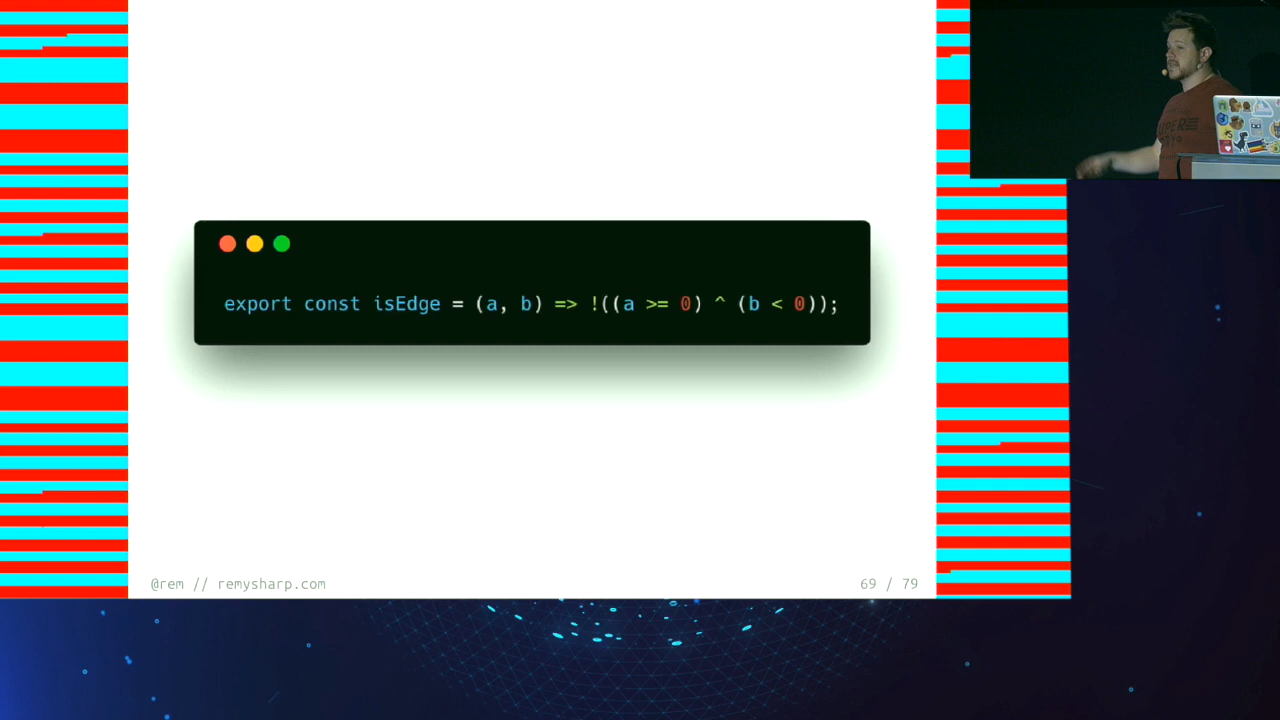 export const isEdge = (a, b) => !((a >= 0) ^ (b < 0));
@rem // remysharp.com
69 / 79